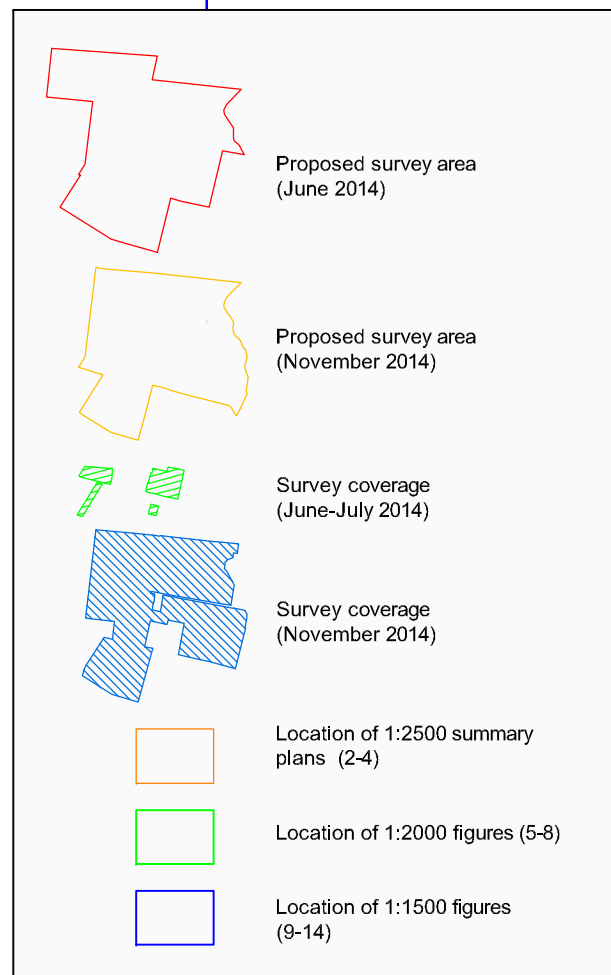 Proposed survey area
(June 2014)
Proposed survey area
(November 2014)
Survey coverage
(June-July 2014)
Survey coverage
(November 2014)
Location of 1:2500 summary
plans (2-4)
Location of 1:2000 figures (5-8)
Location of 1:1500 figures
(9-14)